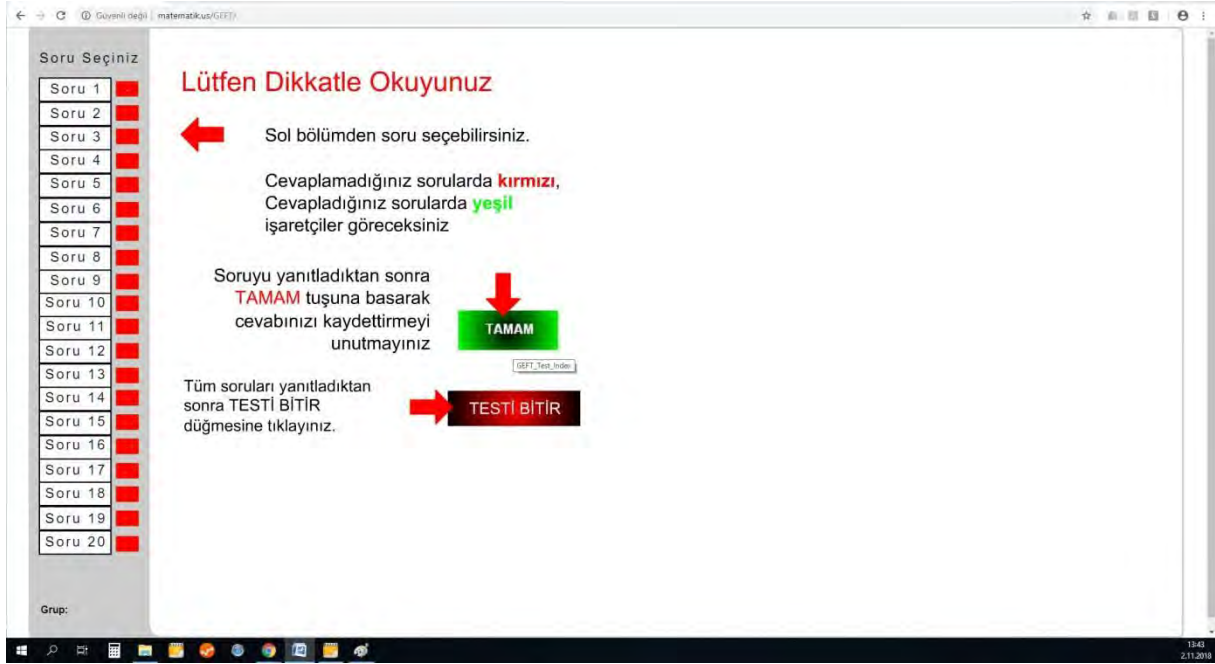 Güvenli değil matematik.us/GEFT/
Soru Seçiniz
Soru 1
Soru 2
Soru 3
Soru 4
Soru 5
Soru 6
Soru 7
Soru 8
Soru 9
Soru 10
Soru 11
Soru 12
Soru 13
Soru 14
Soru 15
Soru 16
Soru 17
Soru 18
Soru 19
Soru 20
Grup:
Lütfen Dikkatle Okuyunuz
Sol bölümden soru seçebilirsiniz.
Cevaplamadığınız sorularda kırmızı,
Cevapladığınız sorularda yeşil
işaretçiler göreceksiniz
Soruyu yanıtladıktan sonra
TAMAM tuşuna basarak
cevabınızı kaydettirmeyi
unutmayınız
TAMAM
GEFT_Test_Index
Tüm soruları yanıtladıktan
sonra TESTİ BİTİR
düğmesine tıklayınız.
TESTİ BİTİR
13:43
2.11.2018